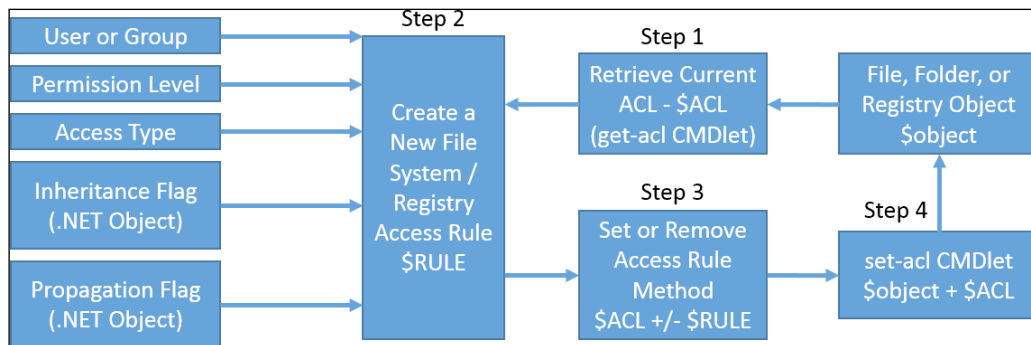 User or Group
Permission Level
Access Type
Inheritance Flag
(.NET Object)
Propagation Flag
(.NET Object)
Step 2
Create a
New File
System /
Registry
Access Rule
$RULE
Step 1
Retrieve Current
ACL - $ACL
(get-acl CMDlet)
File, Folder, or
Registry Object
$object
Step 3
Set or Remove
Access Rule
Method
$ACL +/- $RULE
Step 4
set-acl CMDlet
$object + $ACL